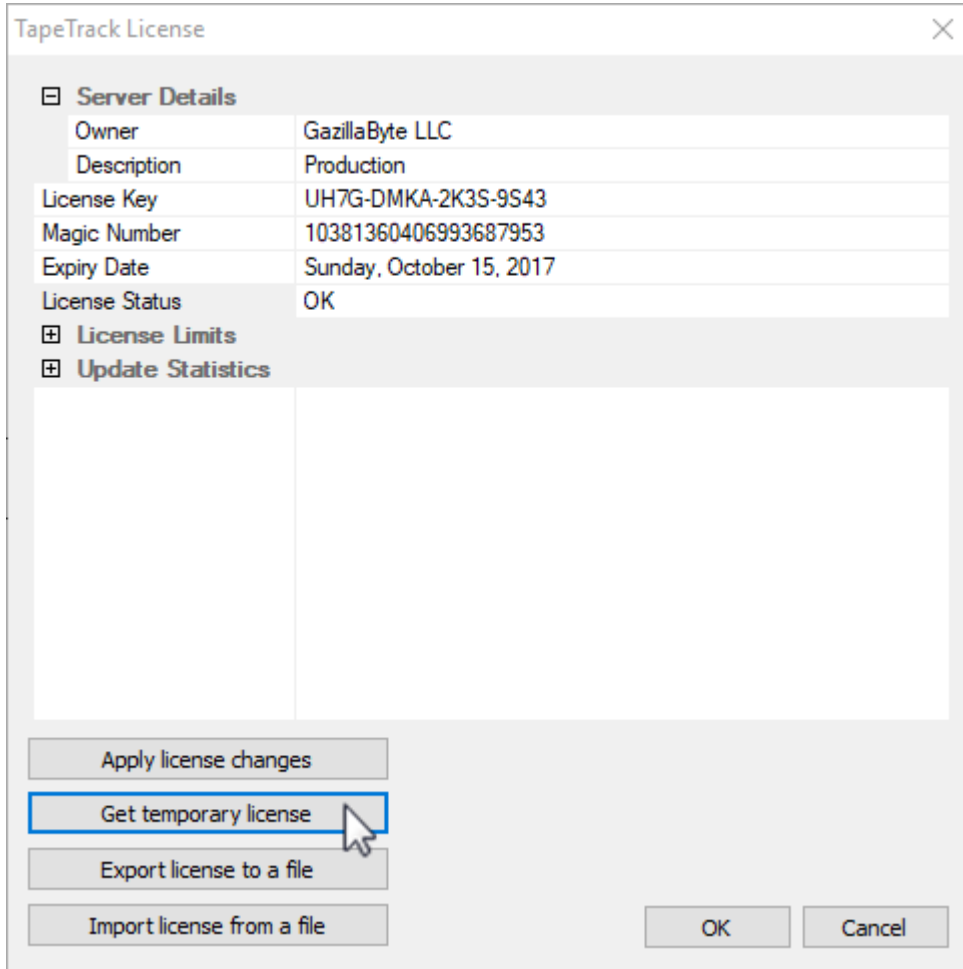 TapeTrack License
Server Details
Owner GazillaByte LLC
Description Production
License Key UH7G-DMKA-2K3S-9S43
Magic Number 10381360406993687953
Expiry Date Sunday, October 15, 2017
License Status OK
License Limits
Update Statistics
Apply license changes
Get temporary license
Export license to a file
Import license from a file OK Cancel